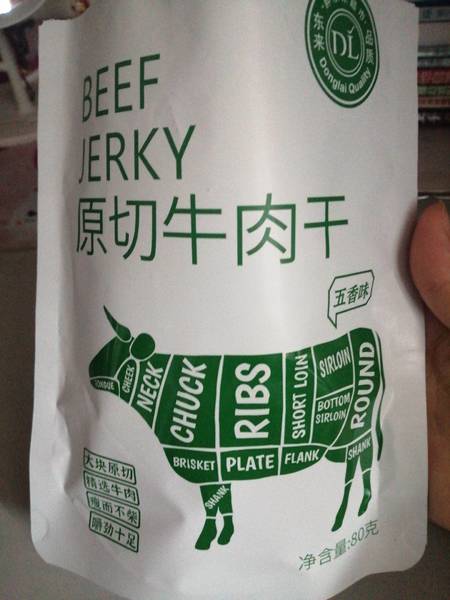 东来
品质
DL
Donglai Quality
BEEF
JERKY
原切牛肉干
五香味
TONGUE
CHEEK
NECK
CHUCK
RIBS
SHORT LOIN
SIRLOIN
BOTTOM
SIRLOIN
ROUND
BRISKET
PLATE
FLANK
SHANK
SHANK
大块原切
精选牛肉
瘦而不柴
嚼劲十足
净含量:80克